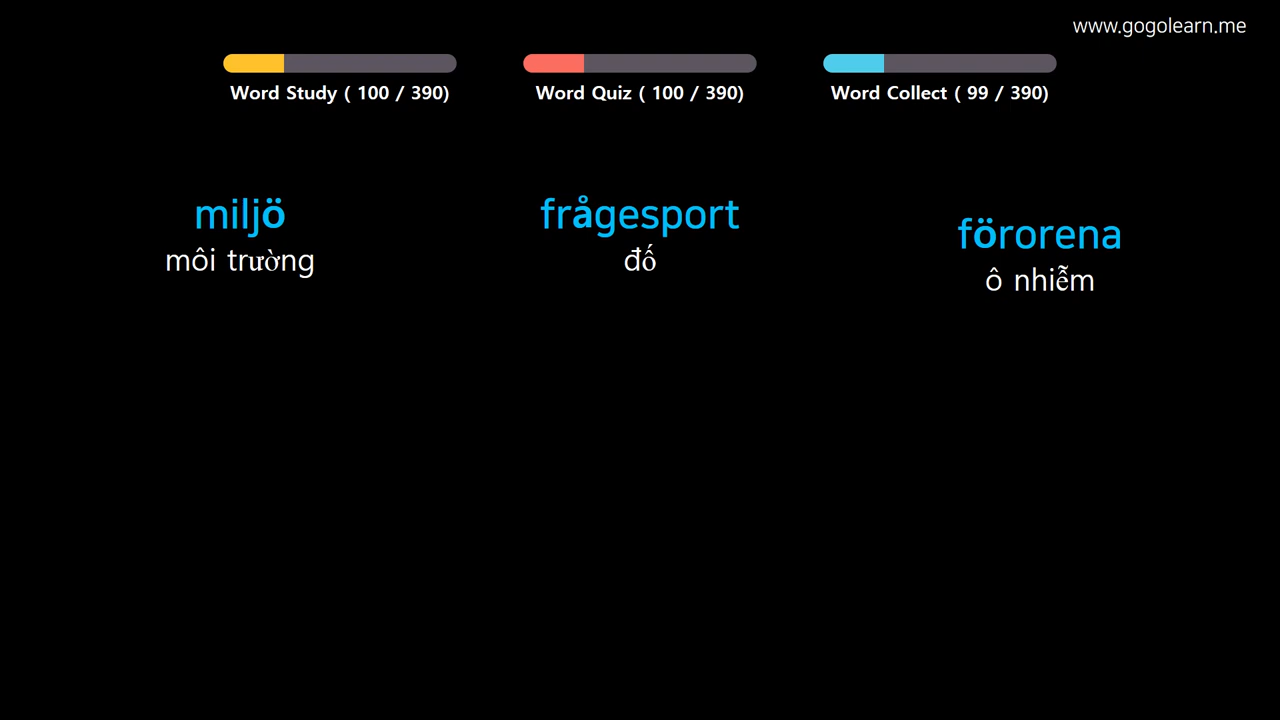 www.gogolearn.me
Word Study ( 100 / 390)
Word Quiz ( 100 / 390)
Word Collect ( 99 / 390)
miljö
môi trường
frågesport
đố
förorena
ô nhiễm